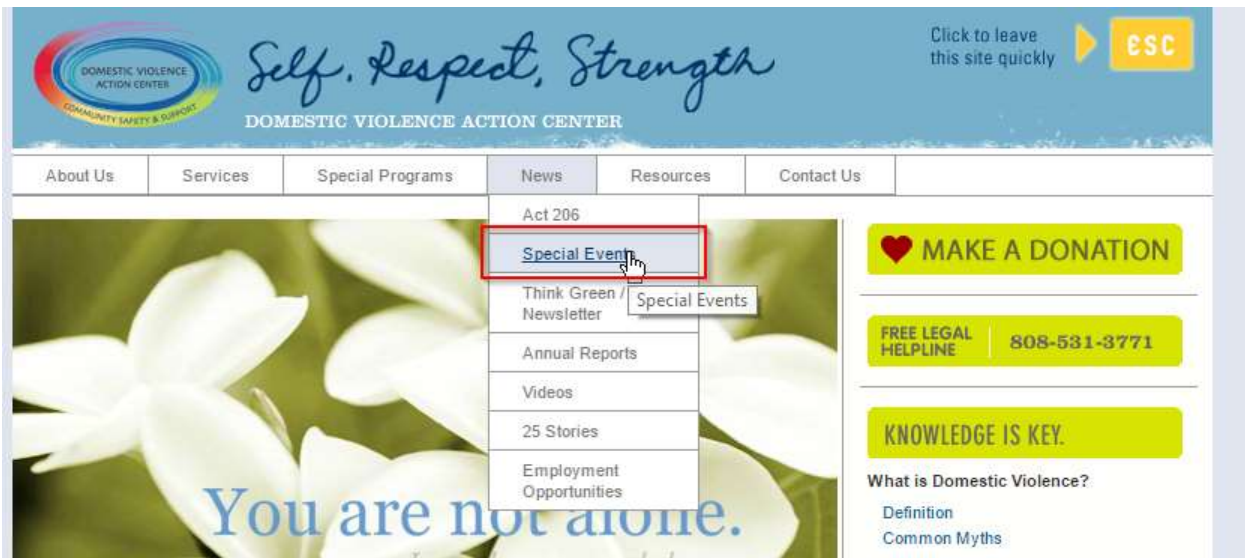 DOMESTIC VIOLENCE
ACTION CENTER
COMMUNITY SAFETY & SUPPORT
Self, Respect, Strength
DOMESTIC VIOLENCE ACTION CENTER
Click to leave
this site quickly
esc
About Us
Services
Special Programs
News
Resources
Contact Us
Act 206
Special Events
Special Events
Think Green /
Newsletter
Annual Reports
Videos
25 Stories
Employment
Opportunities
You are not alone.
MAKE A DONATION
FREE LEGAL
HELPLINE
808-531-3771
KNOWLEDGE IS KEY.
What is Domestic Violence?
Definition
Common Myths